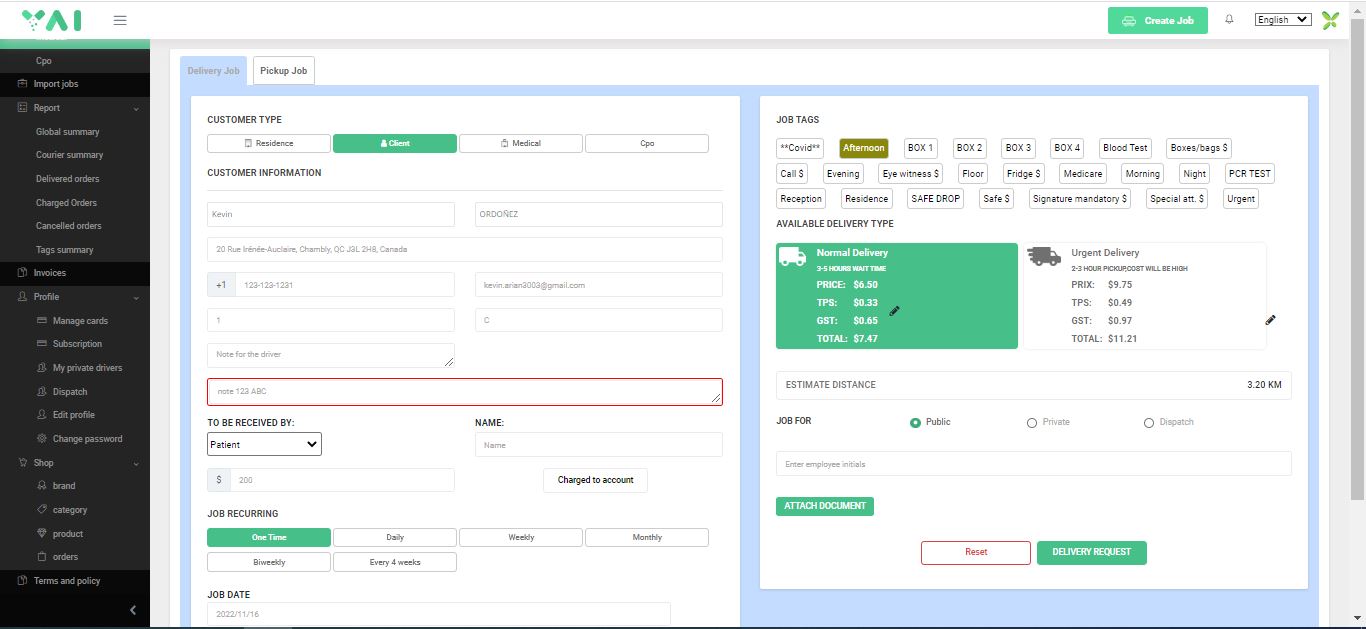 YAI
Create Job
English
Cpo
Import jobs
Report
Global summary
Courier summary
Delivered orders
Charged Orders
Cancelled orders
Tags summary
Invoices
Profile
Manage cards
Subscription
My private drivers
Dispatch
Edit profile
Change password
Shop
brand
category
product
orders
Terms and policy
Delivery Job
Pickup Job
CUSTOMER TYPE
Residence
Client
Medical
Cpo
CUSTOMER INFORMATION
Kevin
ORDOÑEZ
20 Rue Irénée-Auclaire, Chambly, QC J3L 2H8, Canada
+1
123-123-1231
kevin.arian3003@gmail.com
1
C
Note for the driver
note 123 ABC
TO BE RECEIVED BY:
NAME:
Patient
Name
$
200
Charged to account
JOB RECURRING
One Time
Daily
Weekly
Monthly
Biweekly
Every 4 weeks
JOB DATE
2022/11/16
JOB TAGS
**Covid**
Afternoon
BOX 1
BOX 2
BOX 3
BOX 4
Blood Test
Boxes/bags $
Call $
Evening
Eye witness $
Floor
Fridge $
Medicare
Morning
Night
PCR TEST
Reception
Residence
SAFE DROP
Safe $
Signature mandatory $
Special att. $
Urgent
AVAILABLE DELIVERY TYPE
Normal Delivery
3-5 HOURS WAIT TIME
PRICE: $6.50
TPS: $0.33
GST: $0.65
TOTAL: $7.47
Urgent Delivery
2-3 HOUR PICKUP,COST WILL BE HIGH
PRIX: $9.75
TPS: $0.49
GST: $0.97
TOTAL: $11.21
ESTIMATE DISTANCE
3.20 KM
JOB FOR
Public
Private
Dispatch
Enter employee initials
ATTACH DOCUMENT
Reset
DELIVERY REQUEST